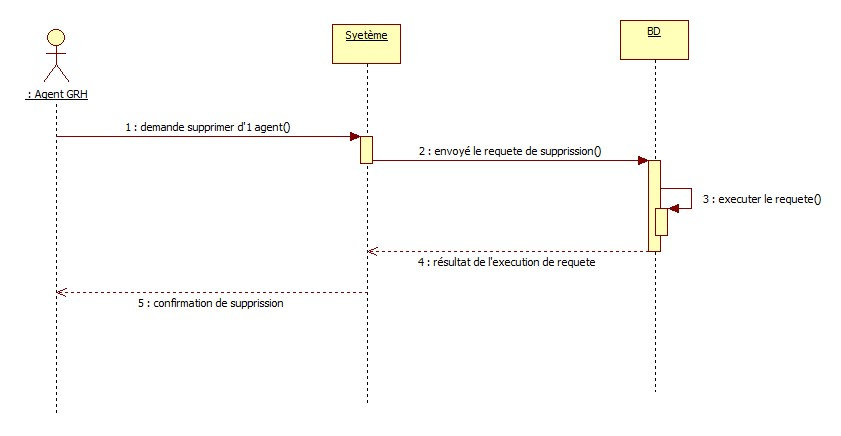 Syetème
BD
: Agent GRH
1 : demande supprimer d'1 agent()
2 : envoyé le requete de supprission()
3 : executer le requete()
4 : résultat de l'execution de requete
5 : confirmation de supprission